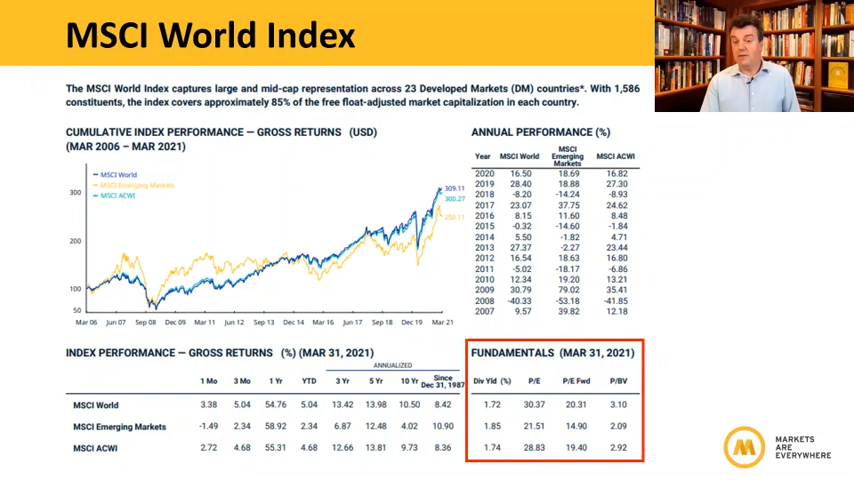 MSCI World Index
The MSCI World Index captures large and mid-cap representation across 23 Developed Markets (DM) countries*. With 1,586
constituents, the index covers approximately 85% of the free float-adjusted market capitalization in each country.
CUMULATIVE INDEX PERFORMANCE — GROSS RETURNS (USD)
(MAR 2006 – MAR 2021)
MSCI World
MSCI Emerging Markets
MSCI ACWI
300
200
100
50
309.11
300.27
250.11
Mar 06 Jun 07 Sep 08 Dec 09 Mar 11 Jun 12 Sep 13 Dec 14 Mar 16 Jun 17 Sep 18 Dec 19 Mar 21
ANNUAL PERFORMANCE (%)
Year MSCI World MSCI Emerging Markets MSCI ACWI
2020 16.50 18.69 16.82
2019 28.40 18.88 27.30
2018 -8.20 -14.24 -8.93
2017 23.07 37.75 24.62
2016 8.15 11.60 8.48
2015 -0.32 -14.60 -1.84
2014 5.50 -1.82 4.71
2013 27.37 -2.27 23.44
2012 16.54 18.63 16.80
2011 -5.02 -18.17 -6.86
2010 12.34 19.20 13.21
2009 30.79 79.02 35.41
2008 -40.33 -53.18 -41.85
2007 9.57 39.82 12.18
INDEX PERFORMANCE — GROSS RETURNS (%) (MAR 31, 2021)
ANNUALIZED
1 Mo 3 Mo 1 Yr YTD 3 Yr 5 Yr 10 Yr Since Dec 31, 1987
MSCI World 3.38 5.04 54.76 5.04 13.42 13.98 10.50 8.42
MSCI Emerging Markets -1.49 2.34 58.92 2.34 6.87 12.48 4.02 10.90
MSCI ACWI 2.72 4.68 55.31 4.68 12.66 13.81 9.73 8.36
FUNDAMENTALS (MAR 31, 2021)
Div Yld (%) P/E P/E Fwd P/BV
1.72 30.37 20.31 3.10
1.85 21.51 14.90 2.09
1.74 28.83 19.40 2.92
M
MARKETS
ARE
EVERYWHERE